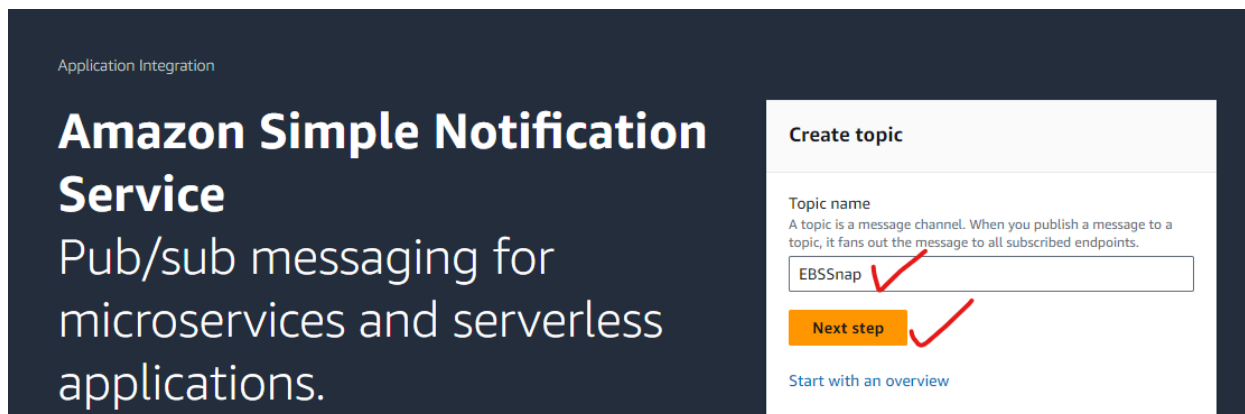 Application Integration
Amazon Simple Notification
Service
Pub/sub messaging for
microservices and serverless
applications.
Create topic
Topic name
A topic is a message channel. When you publish a message to a
topic, it fans out the message to all subscribed endpoints.
EBSSnap
Next step
Start with an overview